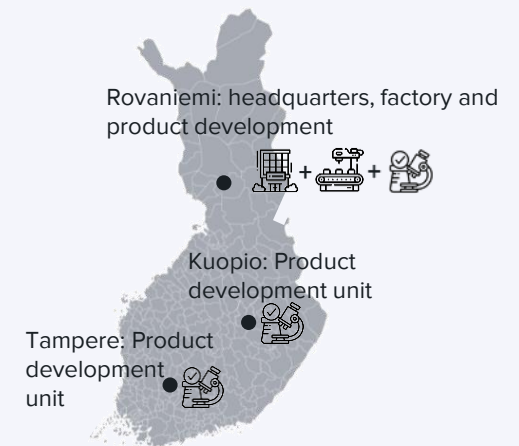 Rovaniemi: headquarters, factory and
product development
+ +
Kuopio: Product
development unit
Tampere: Product
development
unit